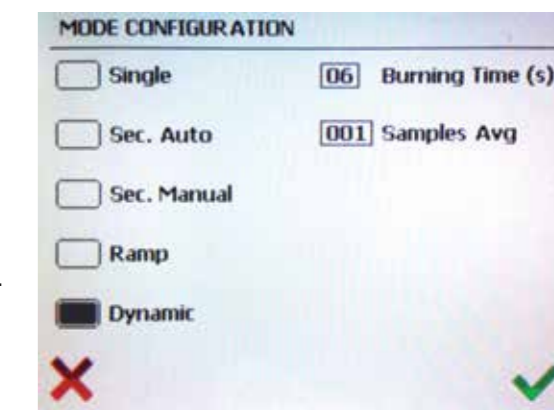 MODE CONFIGURATION
Single
06 Burning Time (s)
Sec. Auto
001 Samples Avg
Sec. Manual
Ramp
Dynamic